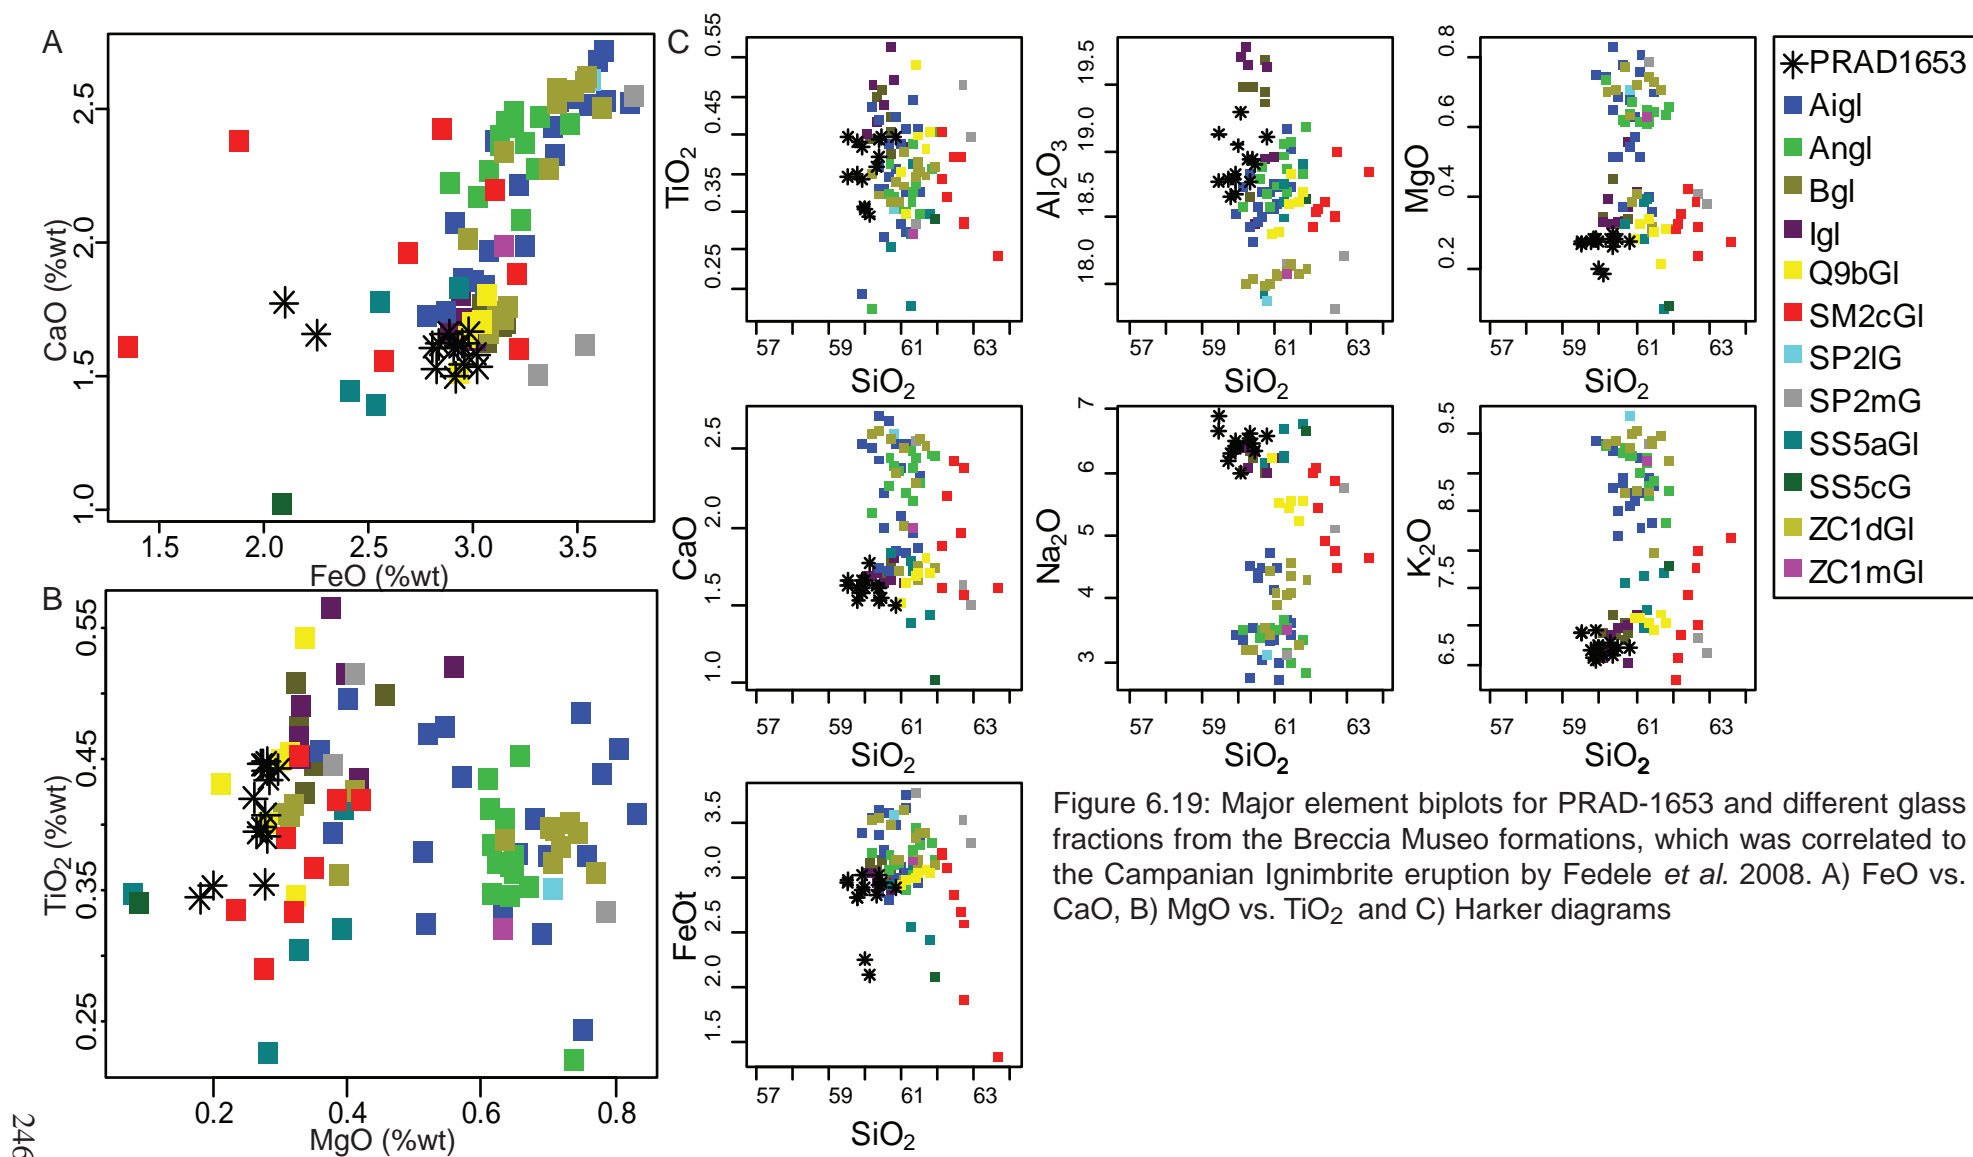 A
CaO (%wt)
2.5
2.0
1.5
1.0
1.5 2.0 2.5 3.0 3.5
FeO (%wt)
B
TiO2 (%wt)
0.55
0.45
0.35
0.25
0.2 0.4 0.6 0.8
MgO (%wt)
C
TiO2
0.55
0.45
0.35
0.25
57 59 61 63
SiO2
Al2O3
19.5
19.0
18.5
18.0
57 59 61 63
SiO2
MgO
0.8
0.6
0.4
0.2
57 59 61 63
SiO2
CaO
2.5
2.0
1.5
1.0
57 59 61 63
SiO2
Na2O
7
6
5
4
3
57 59 61 63
SiO2
K2O
9.5
8.5
7.5
6.5
57 59 61 63
SiO2
FeOt
3.5
3.0
2.5
2.0
1.5
57 59 61 63
SiO2
PRAD1653
Aigl
Angl
Bgl
Igl
Q9bGl
SM2cGl
SP2lG
SP2mG
SS5aGl
SS5cG
ZC1dGl
ZC1mGl
Figure 6.19: Major element biplots for PRAD-1653 and different glass
fractions from the Breccia Museo formations, which was correlated to
the Campanian Ignimbrite eruption by Fedele et al. 2008. A) FeO vs.
CaO, B) MgO vs. TiO2 and C) Harker diagrams
246